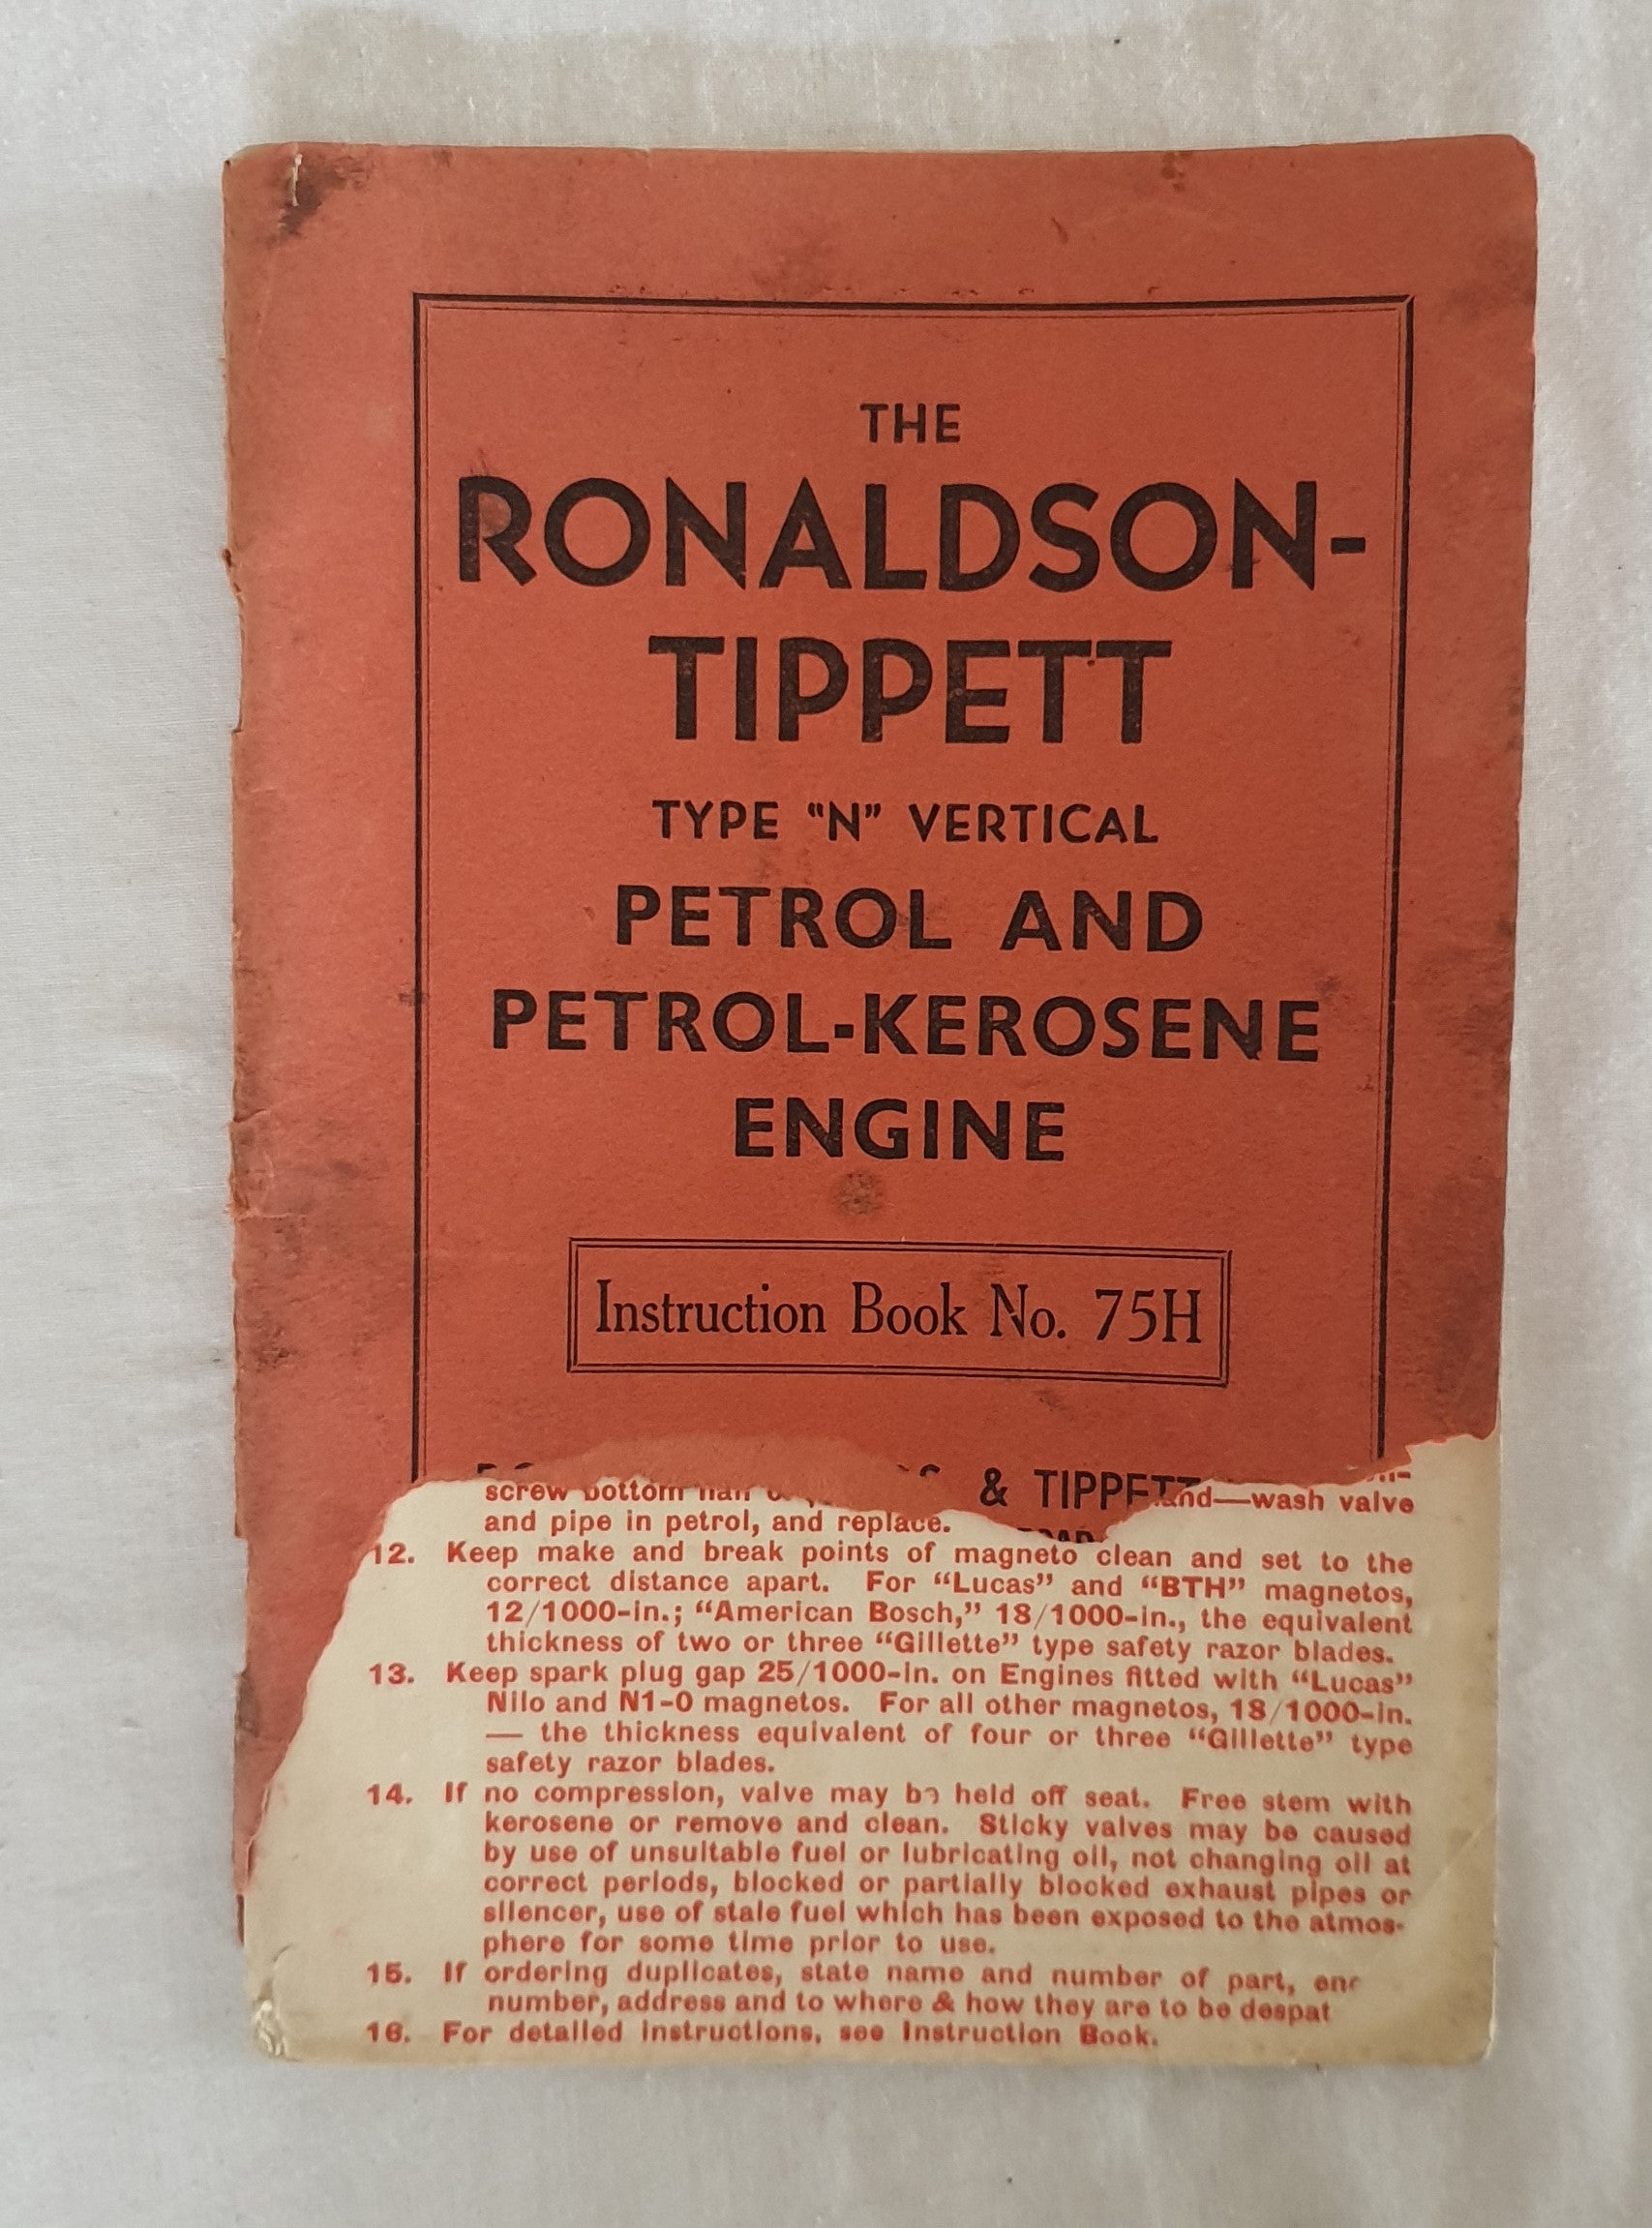 THE
RONALDSON-
TIPPETT
TYPE "N" VERTICAL
PETROL AND
PETROL-KEROSENE
ENGINE
Instruction Book No. 75H
& TIPPETT
screw bottom half and—wash valve
and pipe in petrol, and replace.
12. Keep make and break points of magneto clean and set to the
correct distance apart. For "Lucas" and "BTH" magnetos,
12/1000-in.; "American Bosch," 18/1000-in., the equivalent
thickness of two or three "Gillette" type safety razor blades.
13. Keep spark plug gap 25/1000-in. on Engines fitted with "Lucas"
Nilo and N1-O magnetos. For all other magnetos, 18/1000-in.
— the thickness equivalent of four or three "Gillette" type
safety razor blades.
14. If no compression, valve may be held off seat. Free stem with
kerosene or remove and clean. Sticky valves may be caused
by use of unsuitable fuel or lubricating oil, not changing oil at
correct periods, blocked or partially blocked exhaust pipes or
silencer, use of stale fuel which has been exposed to the atmos-
phere for some time prior to use.
15. If ordering duplicates, state name and number of part,
number, address and to where & how they are to be despat
16. For detailed instructions, see Instruction Book.